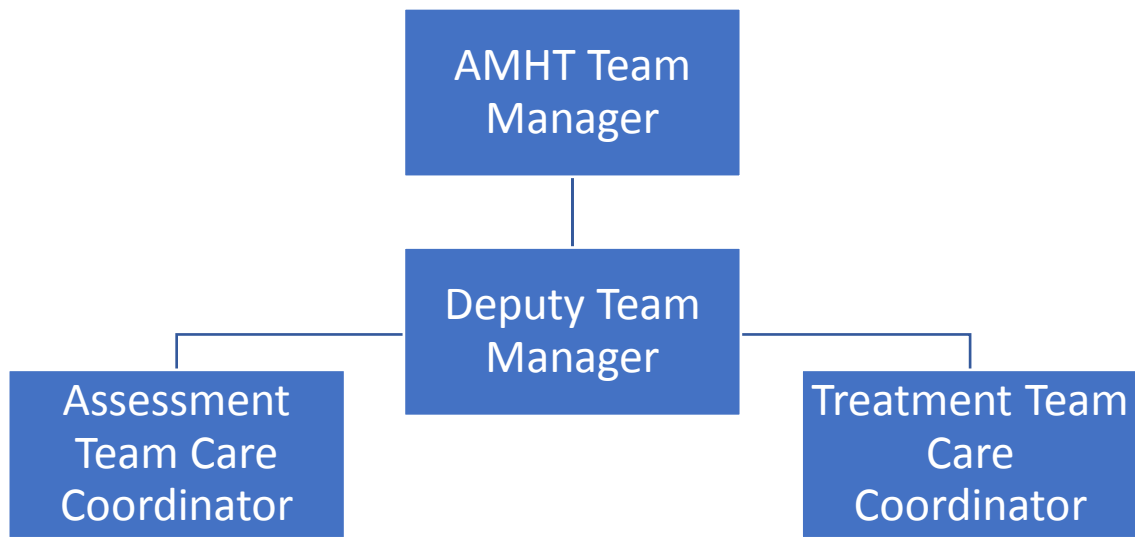 AMHT Team
Manager
Deputy Team
Manager
Assessment
Team Care
Coordinator
Treatment Team
Care
Coordinator